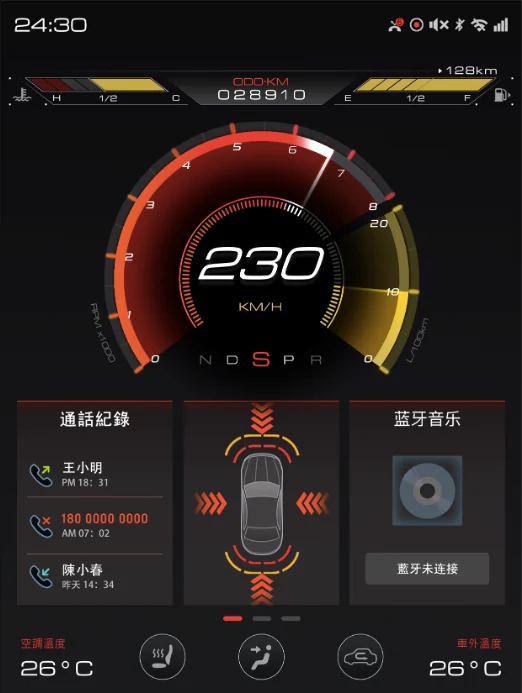 24:30
128km
ODO·KM
028910
H 1/2 C
E 1/2 F
0 1 2 3 4 5 6 7 8
RPM x1000
20
18
0
L/100km
230
KM/H
N D S P R
通話紀錄
王小明
PM 18：31
180 0000 0000
AM 07：02
陳小春
昨天 14：34
蓝牙音乐
藍牙未连接
空調溫度
26°C
車外溫度
26°C